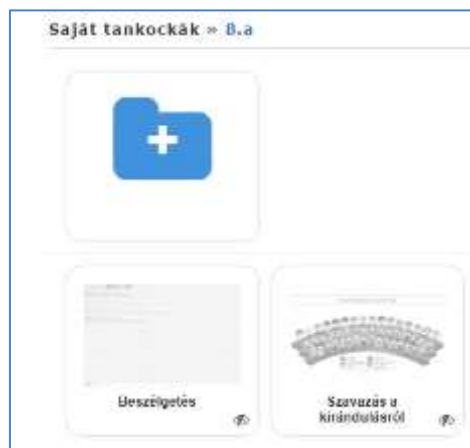 Saját tankockák » 8.a
Beszélgetés
Szavazás a
kirándulásról